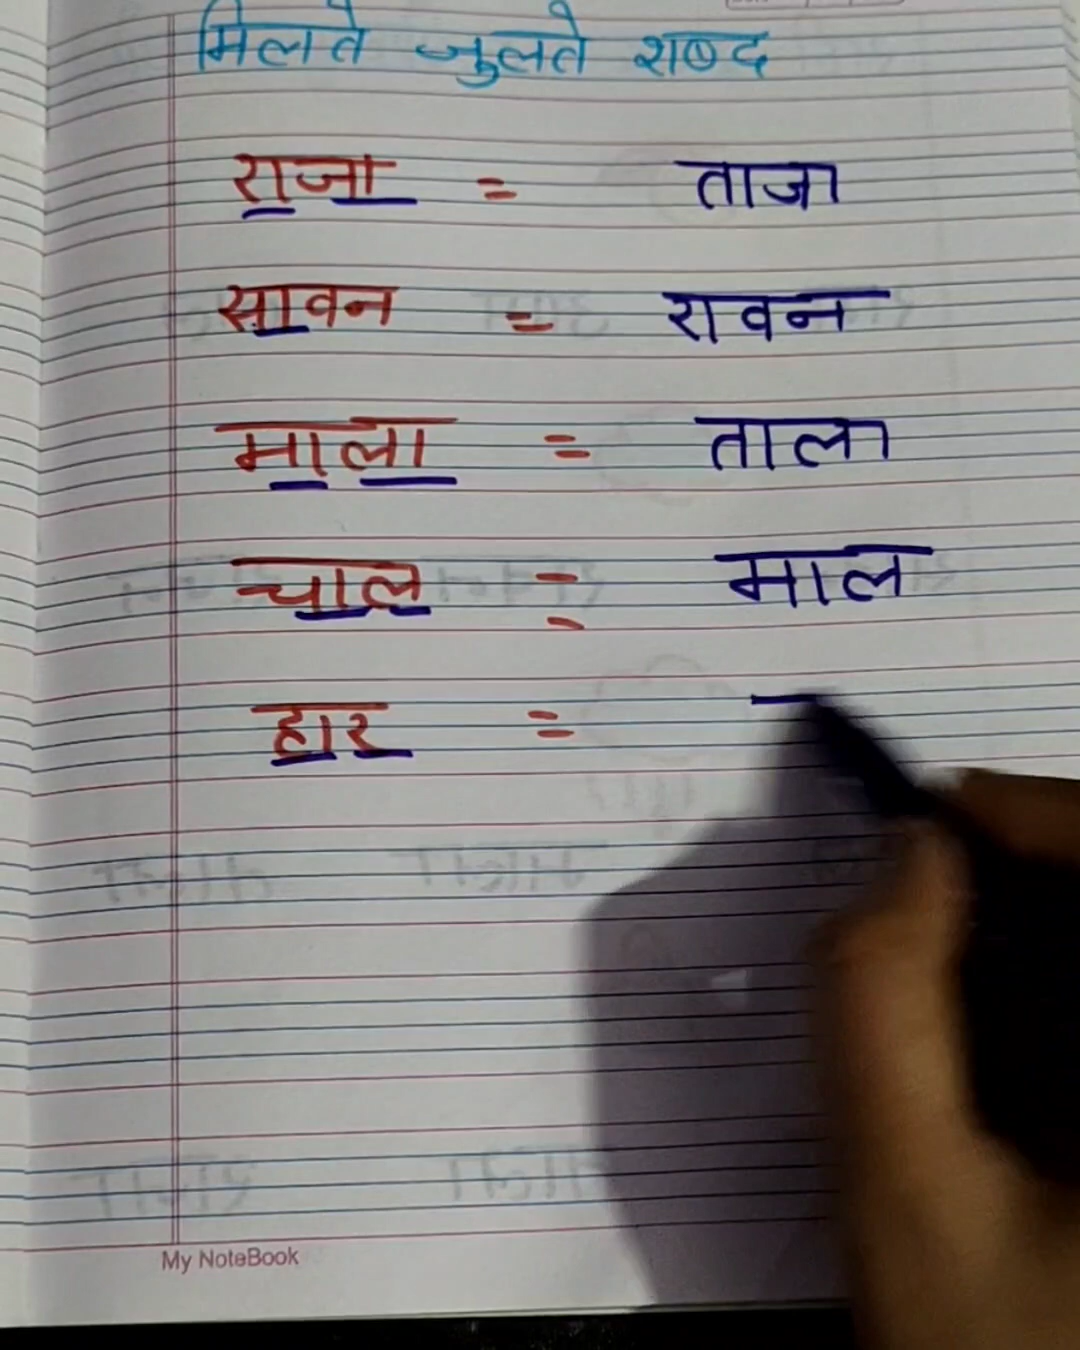 मिलते जुलते शब्द
राजा = ताजा
सावन = रावन
माला = ताला
चाल = माल
हार =
My NoteBook